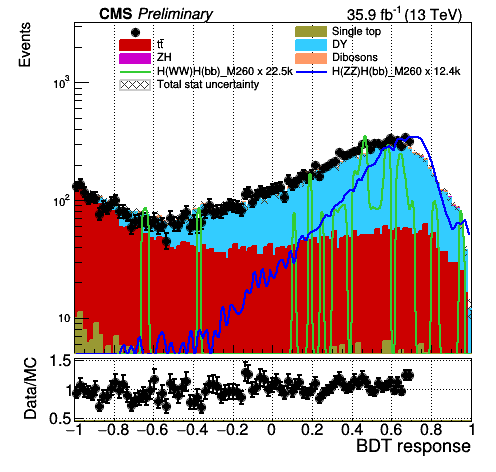 CMS Preliminary 35.9 fb⁻¹ (13 TeV)
Events
tt̄ Single top
ZH DY
Dibosons
H(WW)H(bb)_M260 x 22.5k H(ZZ)H(bb)_M260 x 12.4k
Total stat uncertainty
10³
10²
10
Data/MC
1.5
1.0
0.5
−1 −0.8 −0.6 −0.4 −0.2 0 0.2 0.4 0.6 0.8 1
BDT response